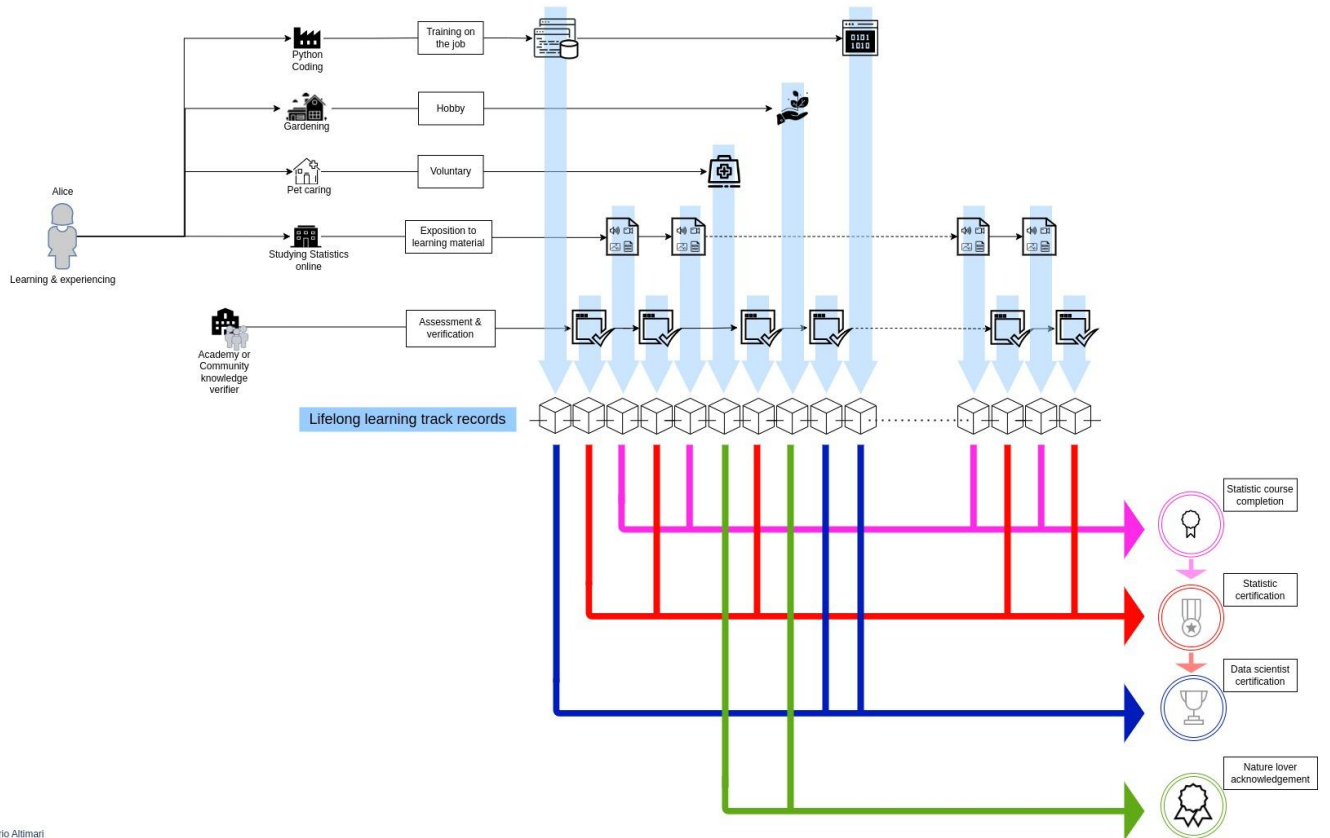 Training on
the job
Python
Coding
0101
1010
Hobby
Gardening
Voluntary
Pet caring
Alice
Exposition to
learning material
Studying Statistics
online
Learning & experiencing
Assessment &
verification
Academy or
Community
knowledge
verifier
Lifelong learning track records
Statistic course
completion
Statistic
certification
Data scientist
certification
Nature lover
acknowledgement
Altimari